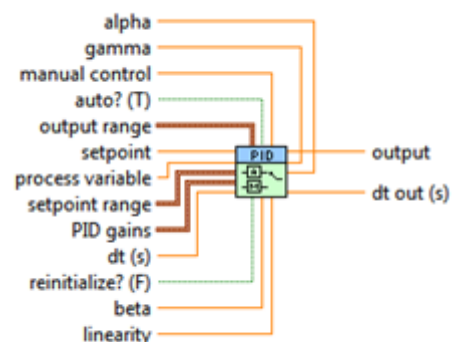 alpha
gamma
manual control
auto? (T)
output range
setpoint
process variable
setpoint range
PID gains
dt (s)
reinitialize? (F)
beta
linearity
PID
output
dt out (s)